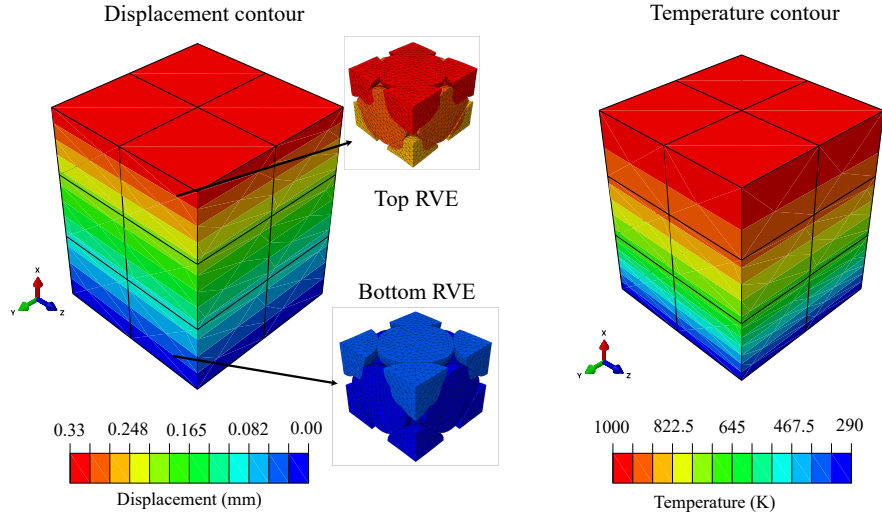 Displacement contour
Temperature contour
Top RVE
Bottom RVE
X
Y
Z
X
Y
Z
0.33 0.248 0.165 0.082 0.00
Displacement (mm)
1000 822.5 645 467.5 290
Temperature (K)